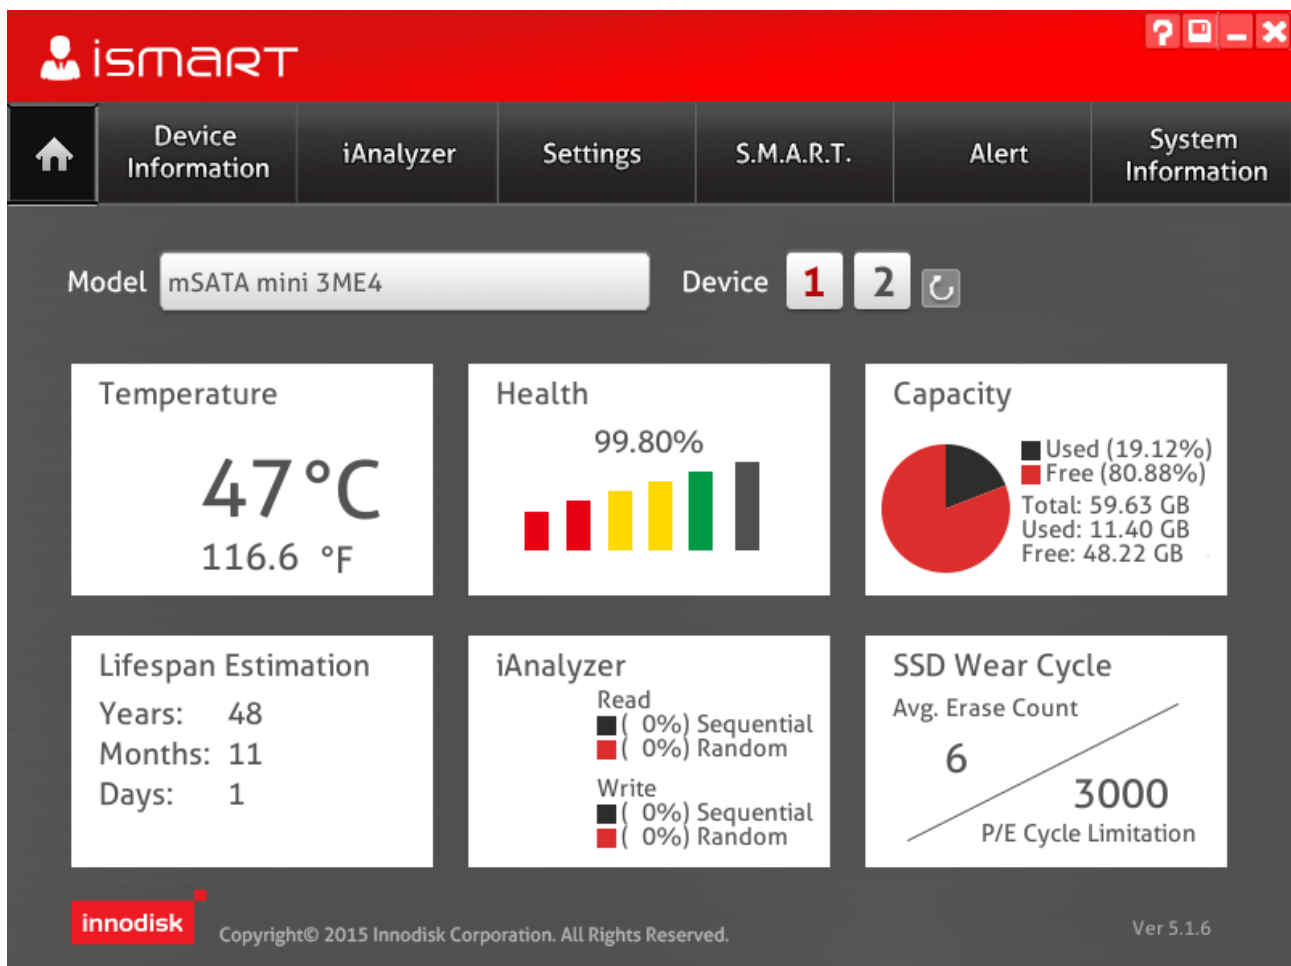 ismart
?
Device
Information
iAnalyzer
Settings
S.M.A.R.T.
Alert
System
Information
Model
mSATA mini 3ME4
Device
1
2
Temperature
47°C
116.6 °F
Health
99.80%
Capacity
Used (19.12%)
Free (80.88%)
Total: 59.63 GB
Used: 11.40 GB
Free: 48.22 GB
Lifespan Estimation
Years: 48
Months: 11
Days: 1
iAnalyzer
Read
( 0%) Sequential
( 0%) Random
Write
( 0%) Sequential
( 0%) Random
SSD Wear Cycle
Avg. Erase Count
6
3000
P/E Cycle Limitation
innodisk
Copyright© 2015 Innodisk Corporation. All Rights Reserved.
Ver 5.1.6